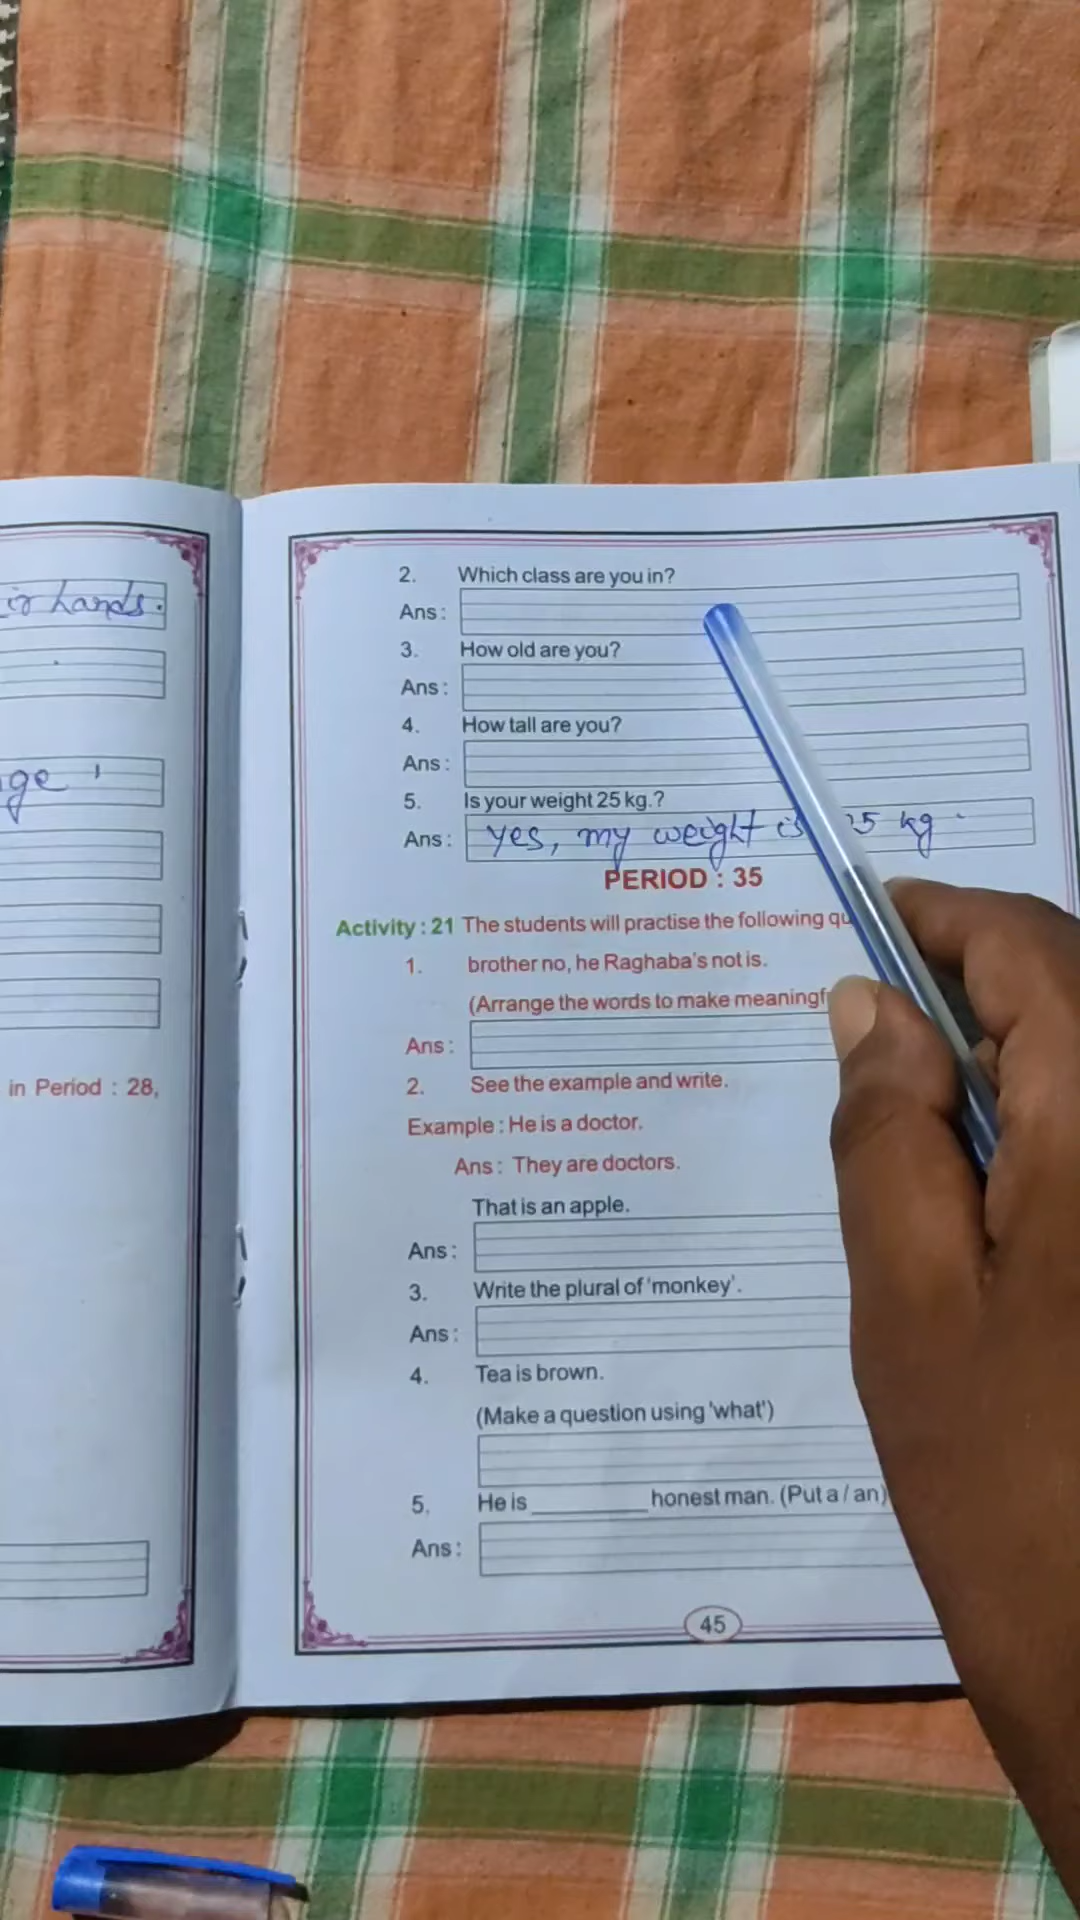 ir hands.
ge
in Period : 28,
2. Which class are you in?
Ans :
3. How old are you?
Ans :
4. How tall are you?
Ans :
5. Is your weight 25 kg.?
Ans : yes, my weight is 25 kg.
PERIOD : 35
Activity : 21 The students will practise the following
1. brother no, he Raghaba's not is.
(Arrange the words to make
Ans :
2. See the example and write.
Example : He is a doctor.
Ans : They are doctors.
That is an apple.
Ans :
3. Write the plural of 'monkey'.
Ans :
4. Tea is brown.
(Make a question using 'what')
5. He is ________ honest man. (Put a / an)
Ans :
45